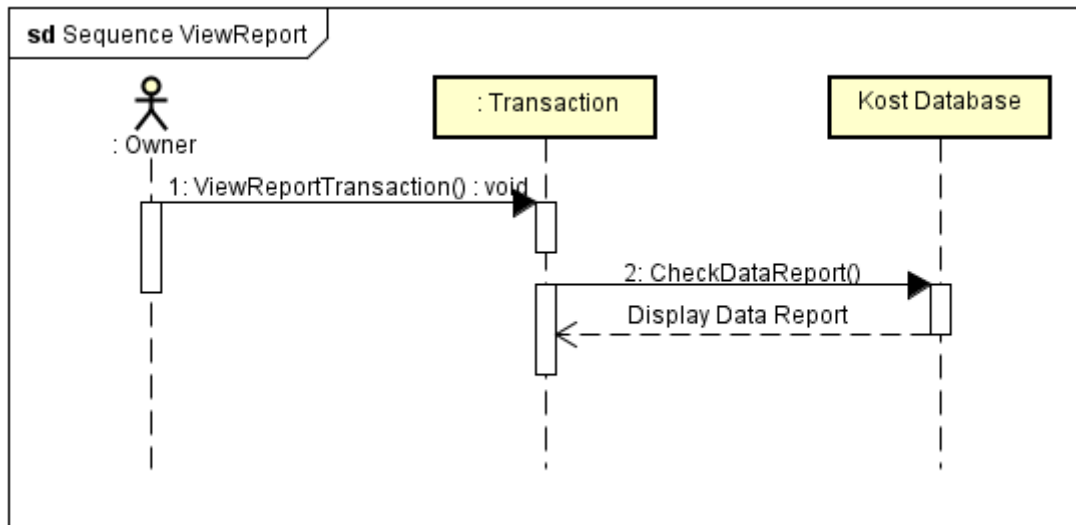 sd Sequence ViewReport
: Owner
: Transaction
Kost Database
1: ViewReportTransaction() : void
2: CheckDataReport()
Display Data Report